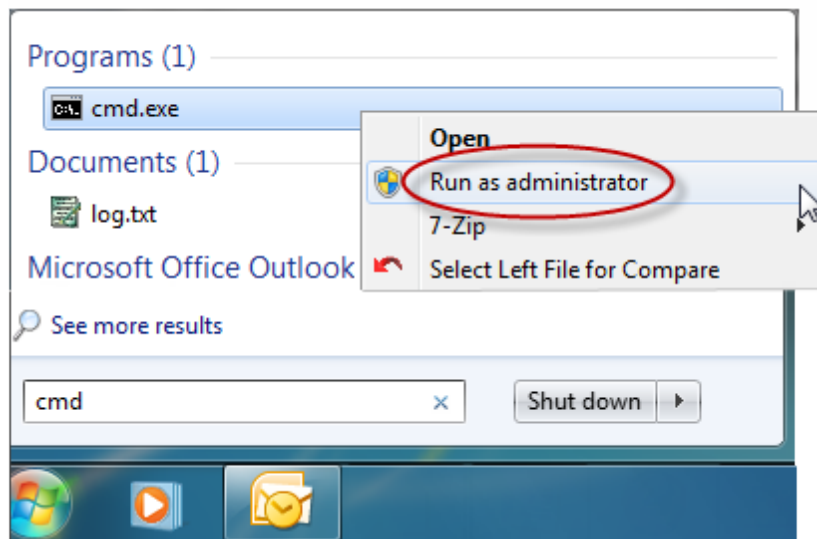 Programs (1)
cmd.exe
Open
Documents (1)
Run as administrator
log.txt
7-Zip
Microsoft Office Outlook
Select Left File for Compare
See more results
cmd
Shut down